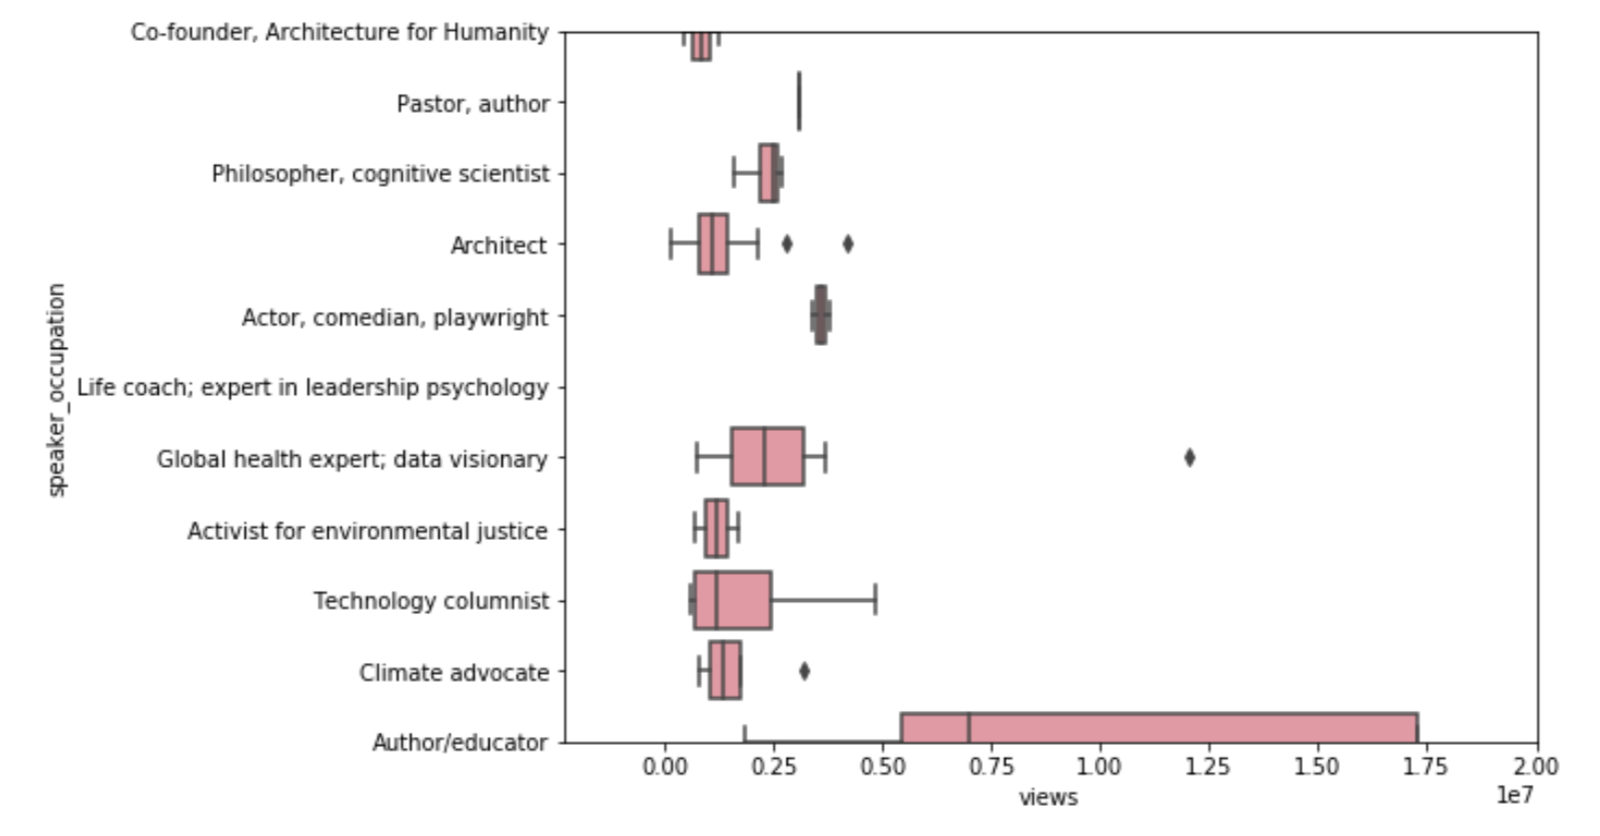 Co-founder, Architecture for Humanity
Pastor, author
Philosopher, cognitive scientist
Architect
Actor, comedian, playwright
speaker_occupation
Life coach; expert in leadership psychology
Global health expert; data visionary
Activist for environmental justice
Technology columnist
Climate advocate
Author/educator
0.00 0.25 0.50 0.75 1.00 1.25 1.50 1.75 2.00
views
1e7